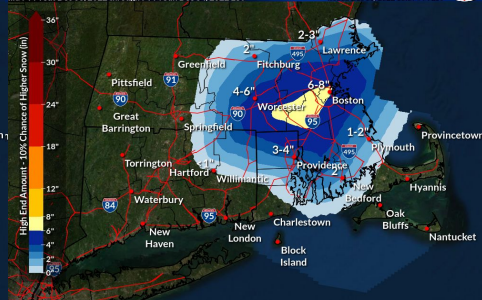 High End Amount - 10% Chance of Higher Snow (in)
36"
30"
24"
18"
12"
8"
6"
4"
2"
0"
2-3"
2"
495
Lawrence
Greenfield
Fitchburg
91
Pittsfield
6-8"
4-6"
90
Worcester
Boston
90
95
Great
Barrington
Springfield
1-2"
Provincetown
3-4"
495
Plymouth
Torrington
<1"
Providence
Hartford
Willimantic
2"
Hyannis
New
Bedford
Waterbury
84
95
Oak
Bluffs
New
Haven
New
London
Charlestown
Nantucket
Block
Island
95